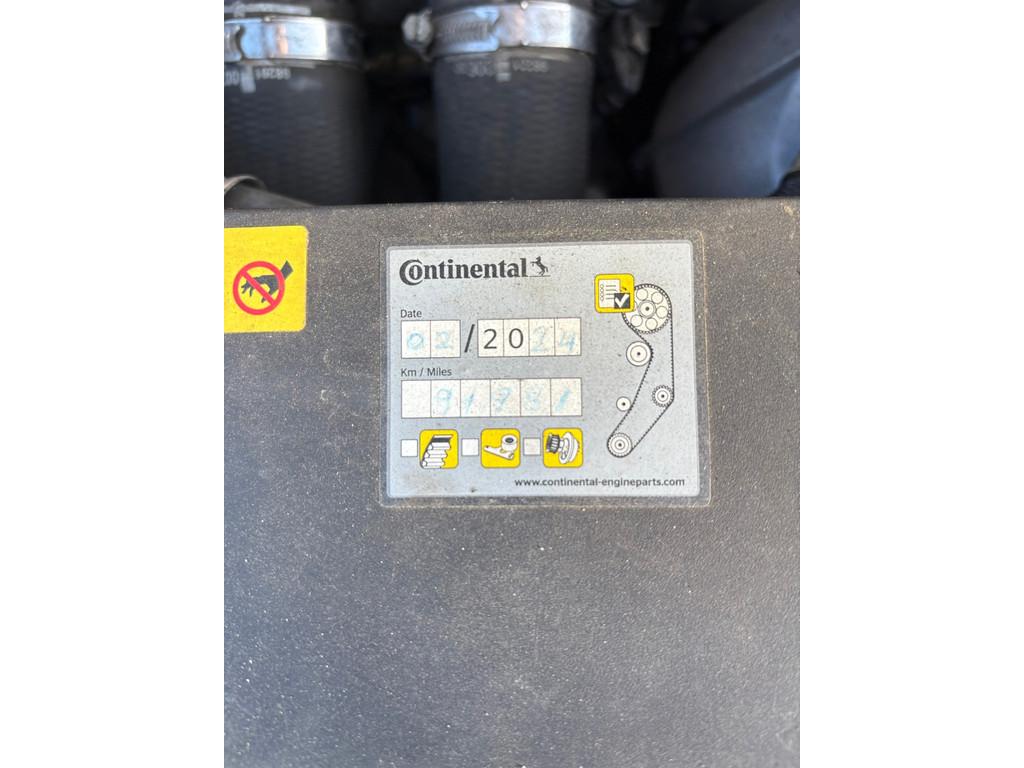 Continental
Date
02/2024
Km / Miles
91781
www.continental-engineparts.com